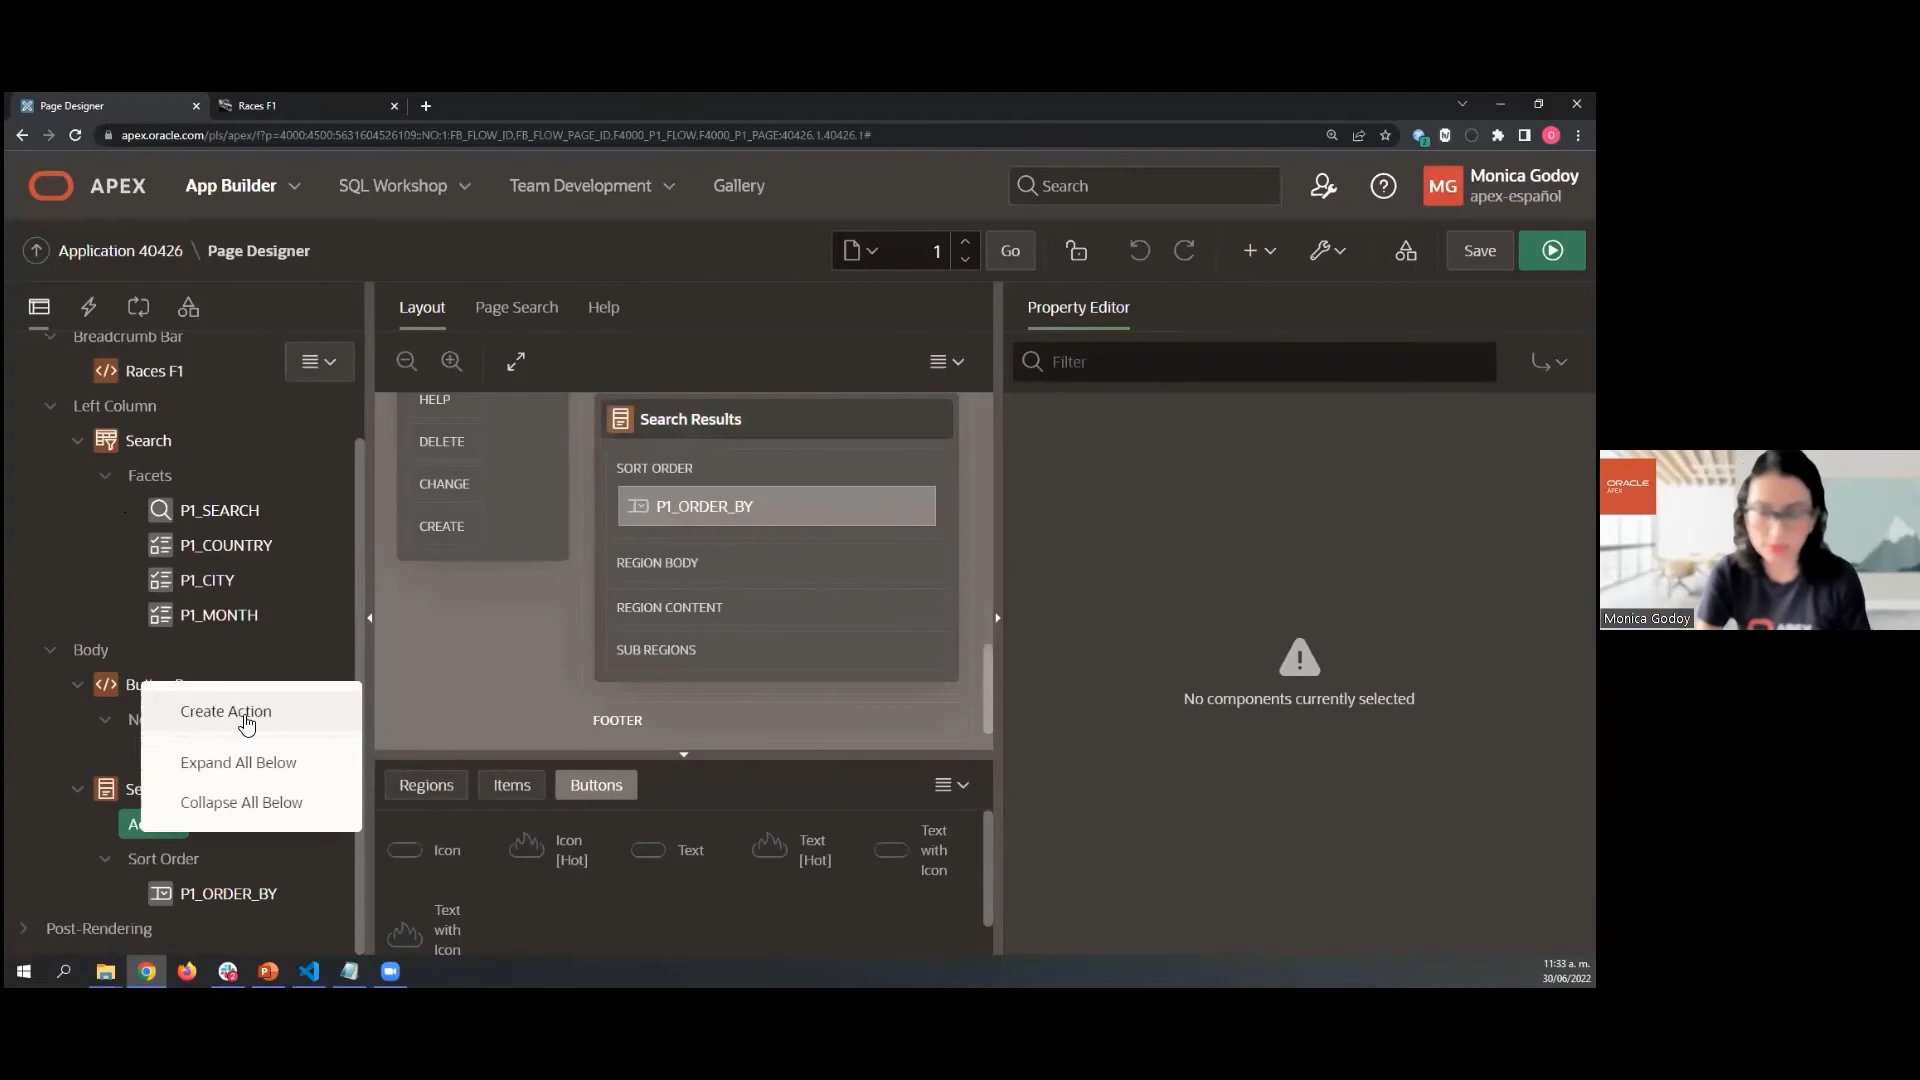 Page Designer
Races F1
apex.oracle.com/pls/apex/f?p=4000:4500:5631604526109::NO:1:FB_FLOW_ID,FB_FLOW_PAGE_ID,F4000_P1_FLOW,F4000_P1_PAGE:40426,1,40426,1#
APEX
App Builder
SQL Workshop
Team Development
Gallery
Search
MG
Monica Godoy
apex-español
Application 40426 \ Page Designer
1
Go
Save
Layout
Page Search
Help
Property Editor
Filter
Breadcrumb Bar
Races F1
Left Column
Search
Facets
P1_SEARCH
P1_COUNTRY
P1_CITY
P1_MONTH
Body
Create Action
Expand All Below
Collapse All Below
Sort Order
P1_ORDER_BY
Post-Rendering
HELP
DELETE
CHANGE
CREATE
Search Results
SORT ORDER
P1_ORDER_BY
REGION BODY
REGION CONTENT
SUB REGIONS
FOOTER
Regions
Items
Buttons
Icon
Icon
[Hot]
Text
Text
[Hot]
Text
with
Icon
Text
with
Icon
No components currently selected
11:33 a. m.
30/06/2022
ORACLE
APEX
Monica Godoy